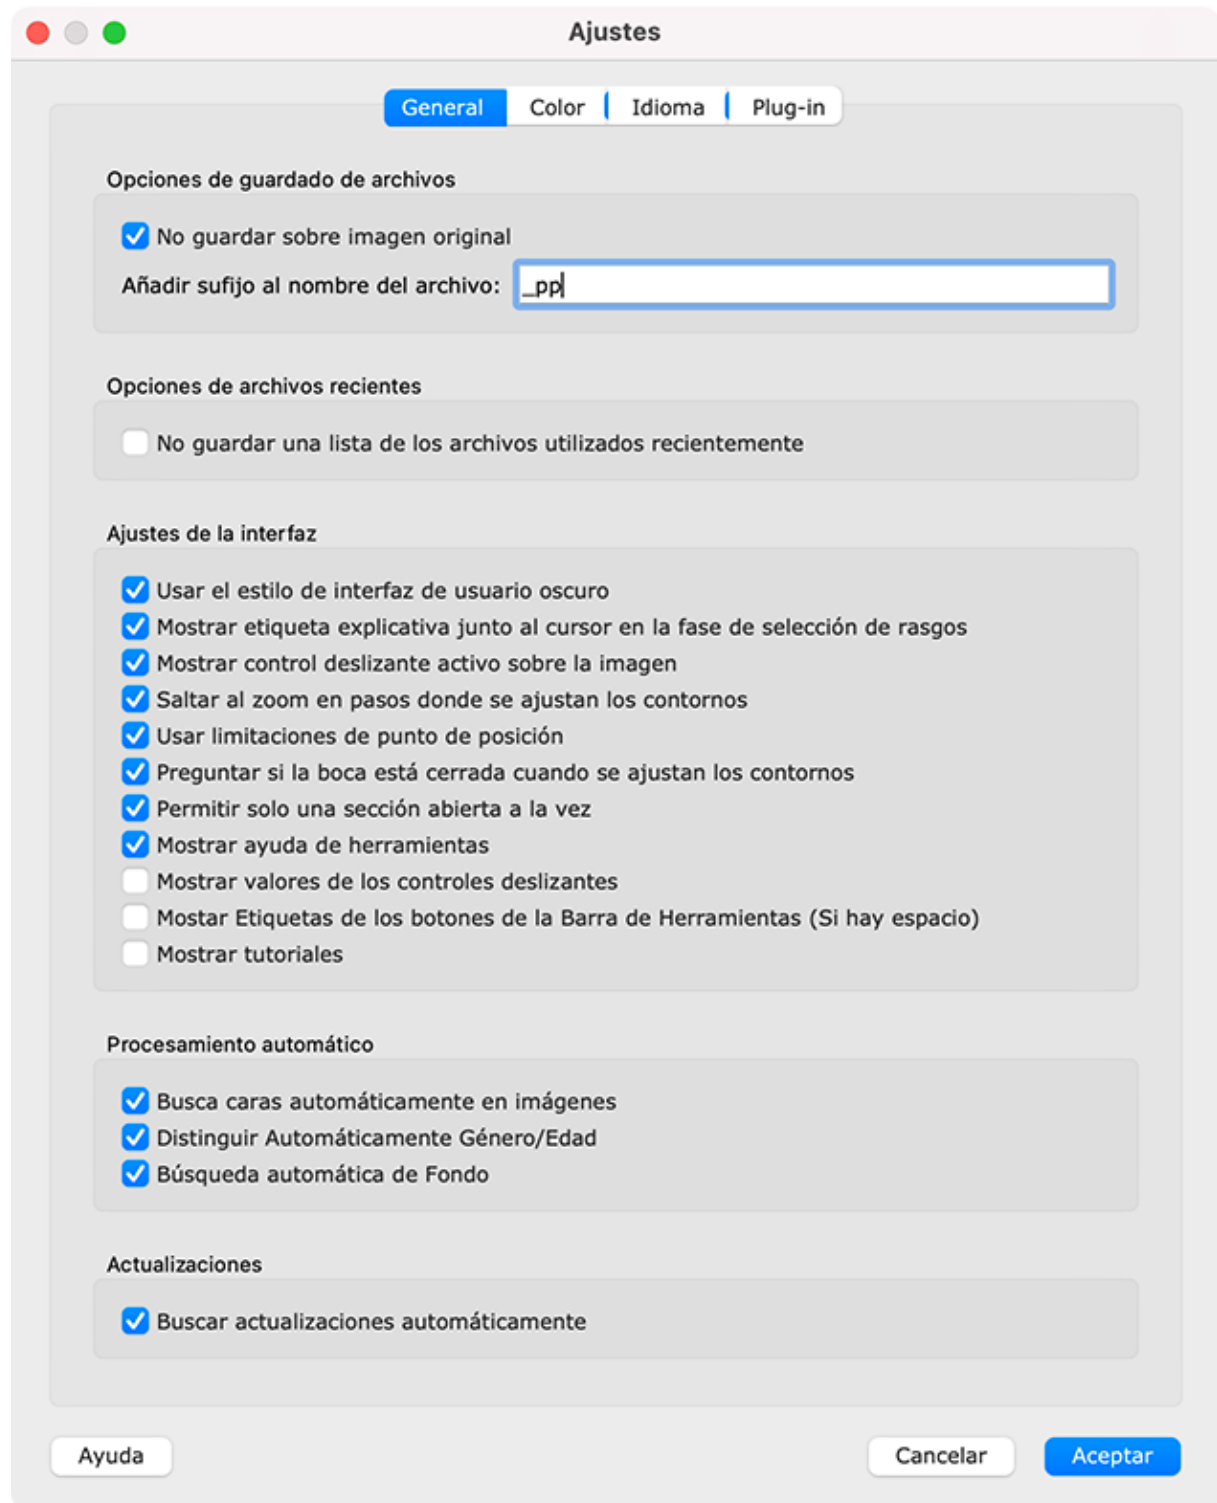 Ajustes
General Color Idioma Plug-in
Opciones de guardado de archivos
No guardar sobre imagen original
Añadir sufijo al nombre del archivo: _pp
Opciones de archivos recientes
No guardar una lista de los archivos utilizados recientemente
Ajustes de la interfaz
Usar el estilo de interfaz de usuario oscuro
Mostrar etiqueta explicativa junto al cursor en la fase de selección de rasgos
Mostrar control deslizante activo sobre la imagen
Saltar al zoom en pasos donde se ajustan los contornos
Usar limitaciones de punto de posición
Preguntar si la boca está cerrada cuando se ajustan los contornos
Permitir solo una sección abierta a la vez
Mostrar ayuda de herramientas
Mostrar valores de los controles deslizantes
Mostar Etiquetas de los botones de la Barra de Herramientas (Si hay espacio)
Mostrar tutoriales
Procesamiento automático
Busca caras automáticamente en imágenes
Distinguir Automáticamente Género/Edad
Búsqueda automática de Fondo
Actualizaciones
Buscar actualizaciones automáticamente
Ayuda Cancelar Aceptar